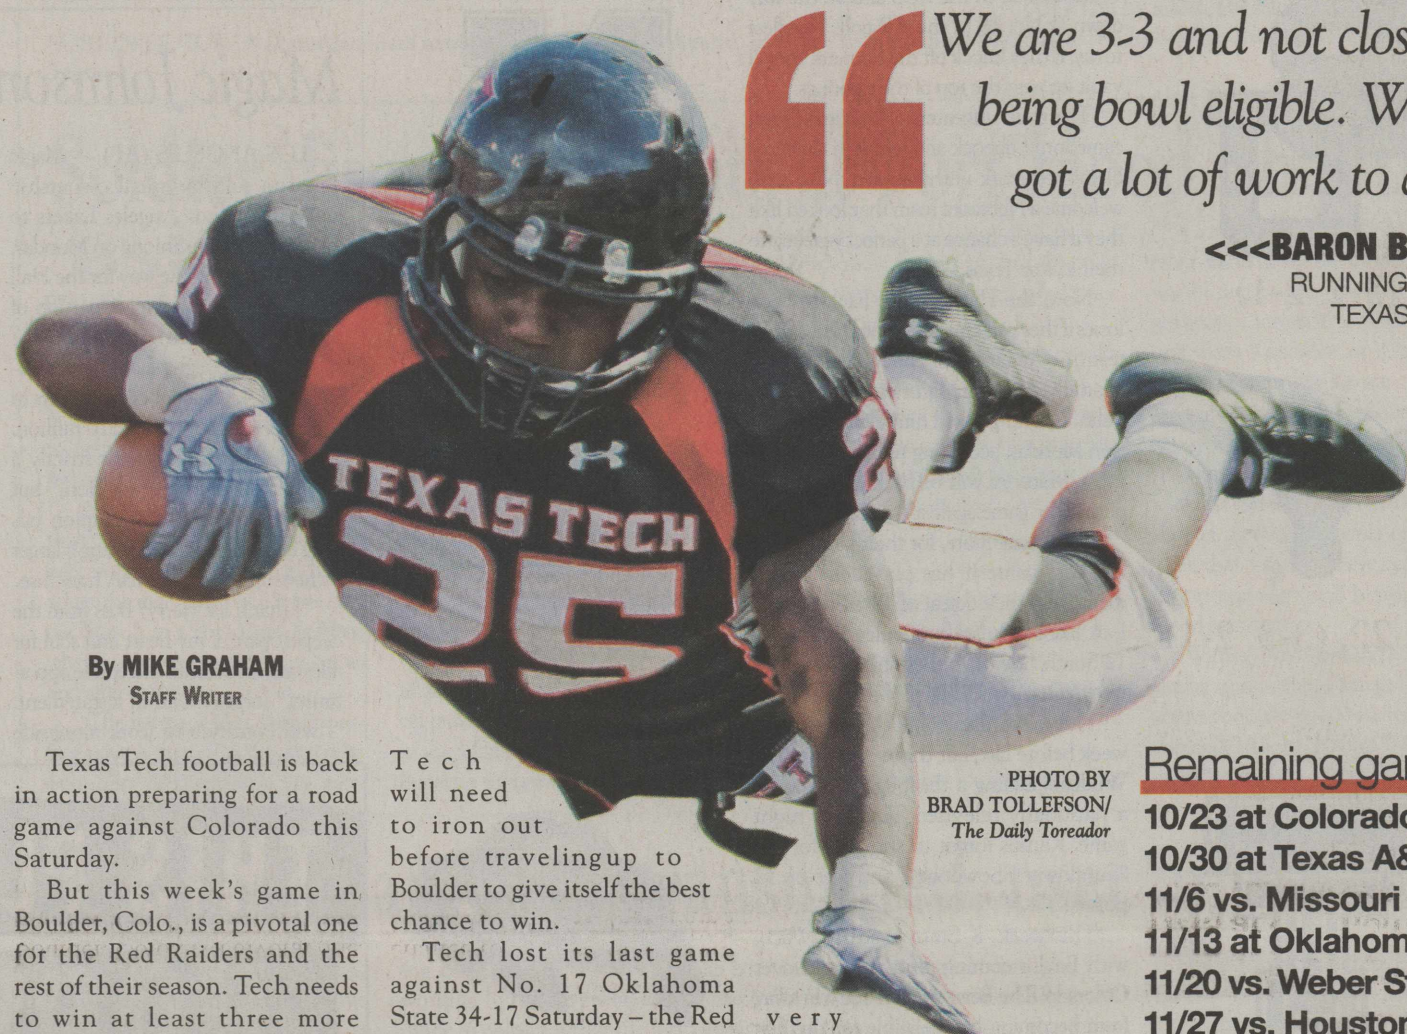 We are 3-3 and not clos
being bowl eligible. W
got a lot of work to
<<<BARON B
RUNNING
TEXAS
TEXAS TECH
25
By MIKE GRAHAM
STAFF WRITER
Texas Tech football is back
in action preparing for a road
game against Colorado this
Saturday.
But this week's game in
Boulder, Colo., is a pivotal one
for the Red Raiders and the
rest of their season. Tech needs
to win at least three more
Tech
will need
to iron out
before travelingup to
Boulder to give itself the best
chance to win.
Tech lost its last game
against No. 17 Oklahoma
State 34-17 Saturday – the Red
very
PHOTO BY
BRAD TOLLEFSON/
The Daily Toreador
Remaining gar
10/23 at Colorado
10/30 at Texas A&
11/6 vs. Missouri
11/13 at Oklahom
11/20 vs. Weber St
11/27 vs. Houston